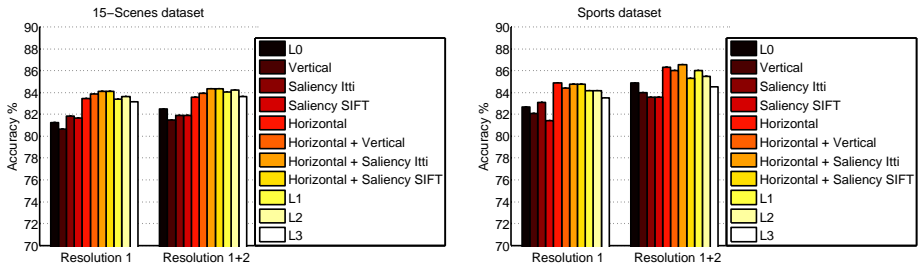 15−Scenes dataset
Accuracy %
90
88
86
84
82
80
78
76
74
72
70
Resolution 1
Resolution 1+2
L0
Vertical
Saliency Itti
Saliency SIFT
Horizontal
Horizontal + Vertical
Horizontal + Saliency Itti
Horizontal + Saliency SIFT
L1
L2
L3
Sports dataset
Accuracy %
90
88
86
84
82
80
78
76
74
72
70
Resolution 1
Resolution 1+2
L0
Vertical
Saliency Itti
Saliency SIFT
Horizontal
Horizontal + Vertical
Horizontal + Saliency Itti
Horizontal + Saliency SIFT
L1
L2
L3